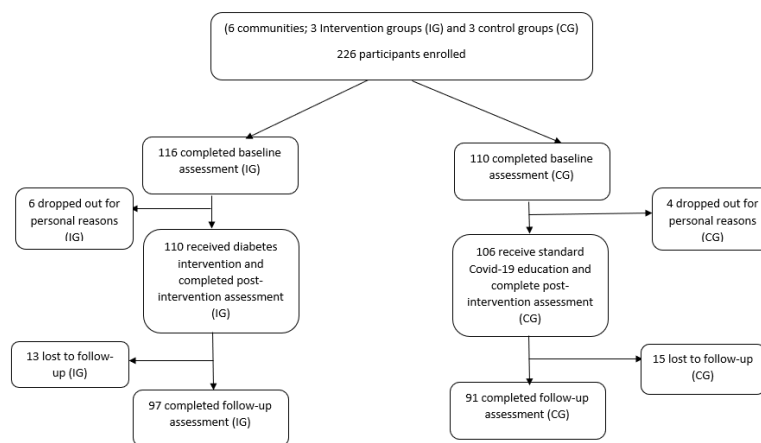 (6 communities; 3 Intervention groups (IG) and 3 control groups (CG)
226 participants enrolled
116 completed baseline
assessment (IG)
110 completed baseline
assessment (CG)
6 dropped out for
personal reasons
(IG)
4 dropped out for
personal reasons
(CG)
110 received diabetes
intervention and
completed post-
intervention assessment
(IG)
106 receive standard
Covid-19 education and
complete post-
intervention assessment
(CG)
13 lost to follow-
up (IG)
15 lost to follow-up
(CG)
97 completed follow-up
assessment (IG)
91 completed follow-up
assessment (CG)